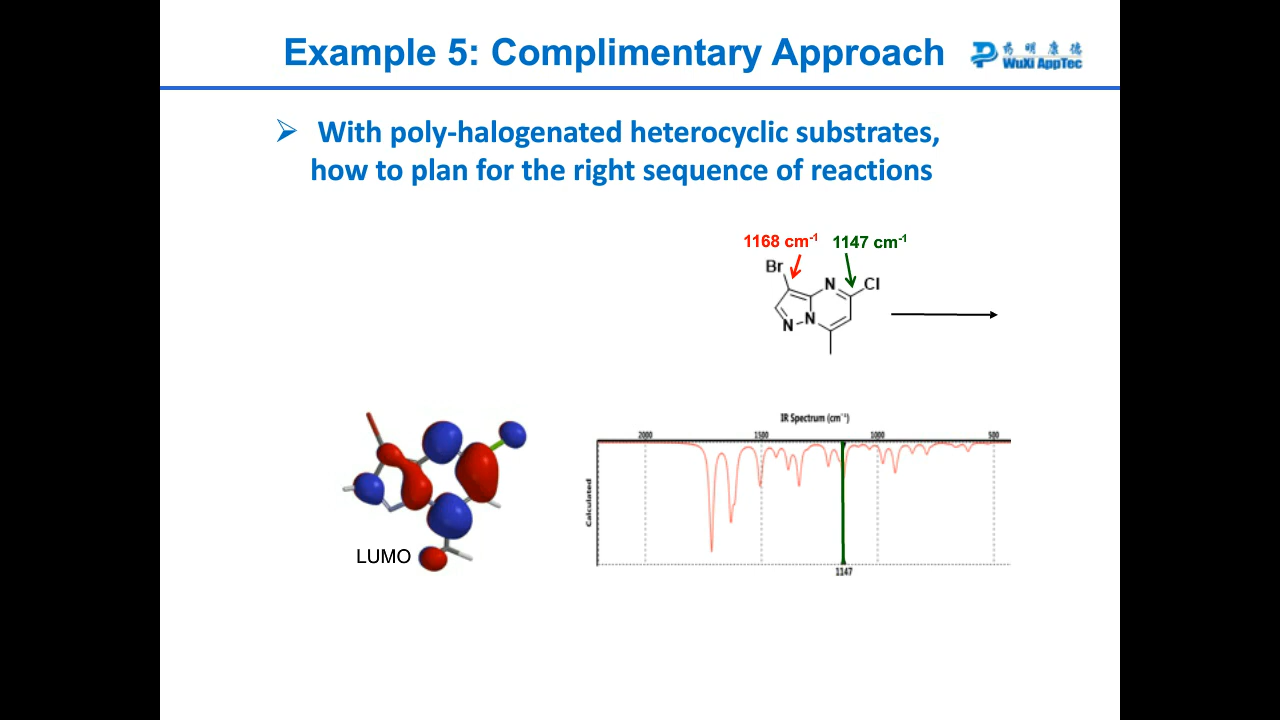 Example 5: Complimentary Approach
药 明 康 德
WuXi AppTec
➢ With poly-halogenated heterocyclic substrates,
how to plan for the right sequence of reactions
1168 cm-1 1147 cm-1
Br
N
Cl
N
N
IR Spectrum (cm⁻¹)
2000 1500 1000 500
Calculated
LUMO
1147